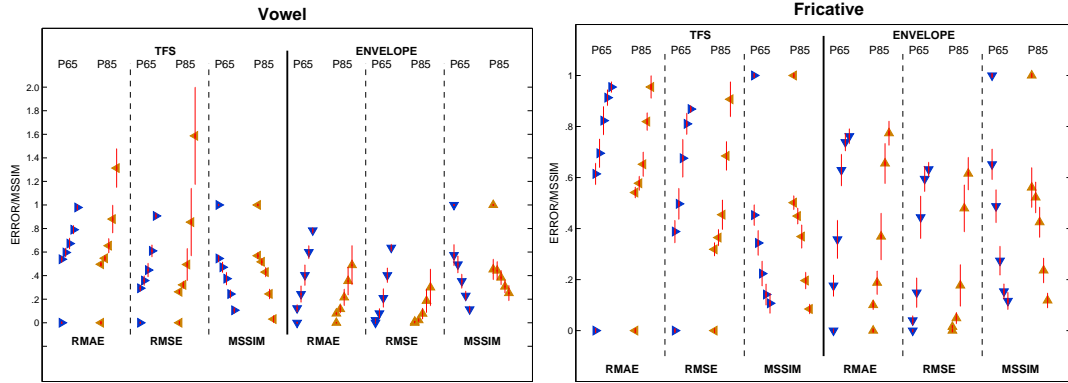 Vowel
TFS ENVELOPE
P65 P85 P65 P85 P65 P85 P65 P85 P65 P85 P65 P85
2.0
1.8
1.6
1.4
1.2
1
.8
.6
.4
.2
0
ERROR/MSSIM
RMAE RMSE MSSIM RMAE RMSE MSSIM
Fricative
TFS ENVELOPE
P65 P85 P65 P85 P65 P85 P65 P85 P65 P85 P65 P85
1
.8
.6
.4
.2
0
ERROR/MSSIM
RMAE RMSE MSSIM RMAE RMSE MSSIM